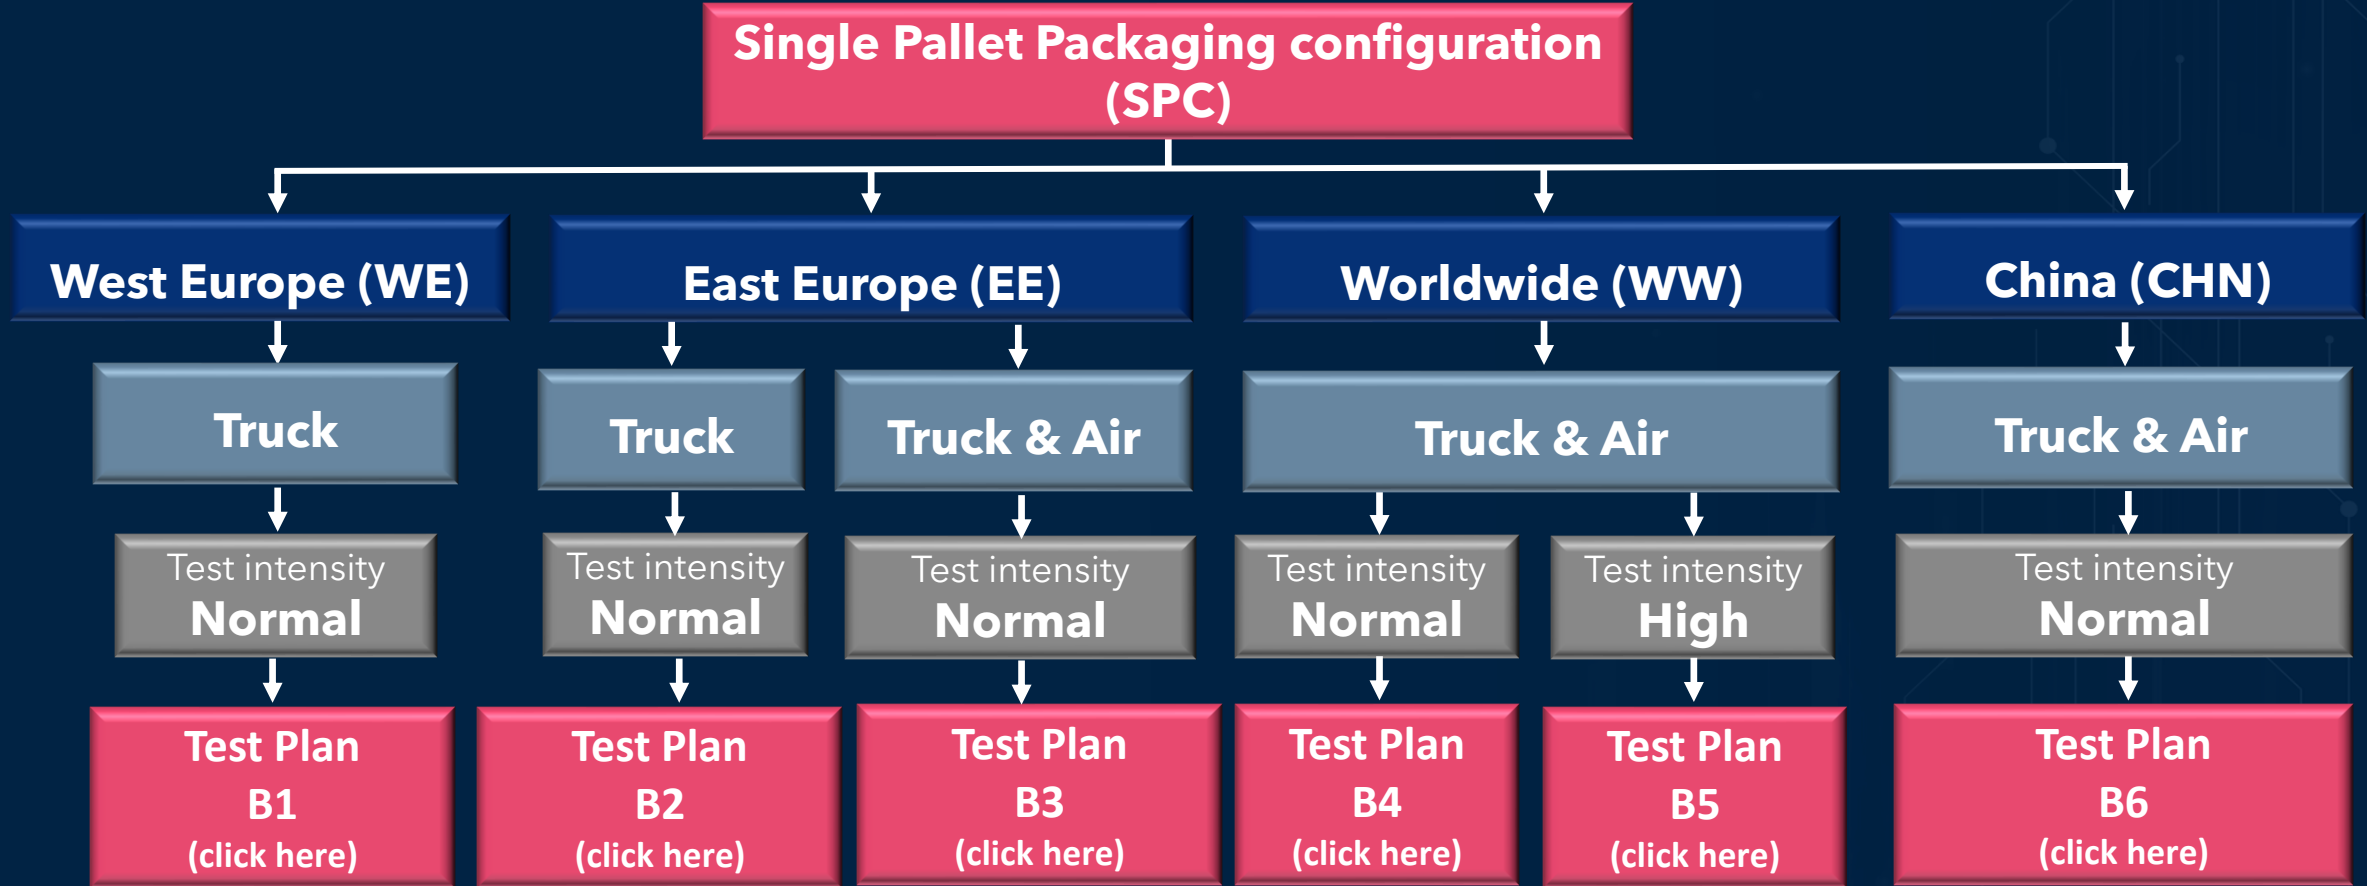 Single Pallet Packaging configuration
(SPC)
West Europe (WE)
East Europe (EE)
Worldwide (WW)
China (CHN)
Truck
Truck
Truck & Air
Truck & Air
Truck & Air
Test intensity
Normal
Test intensity
Normal
Test intensity
Normal
Test intensity
Normal
Test intensity
High
Test intensity
Normal
Test Plan
B1
(click here)
Test Plan
B2
(click here)
Test Plan
B3
(click here)
Test Plan
B4
(click here)
Test Plan
B5
(click here)
Test Plan
B6
(click here)